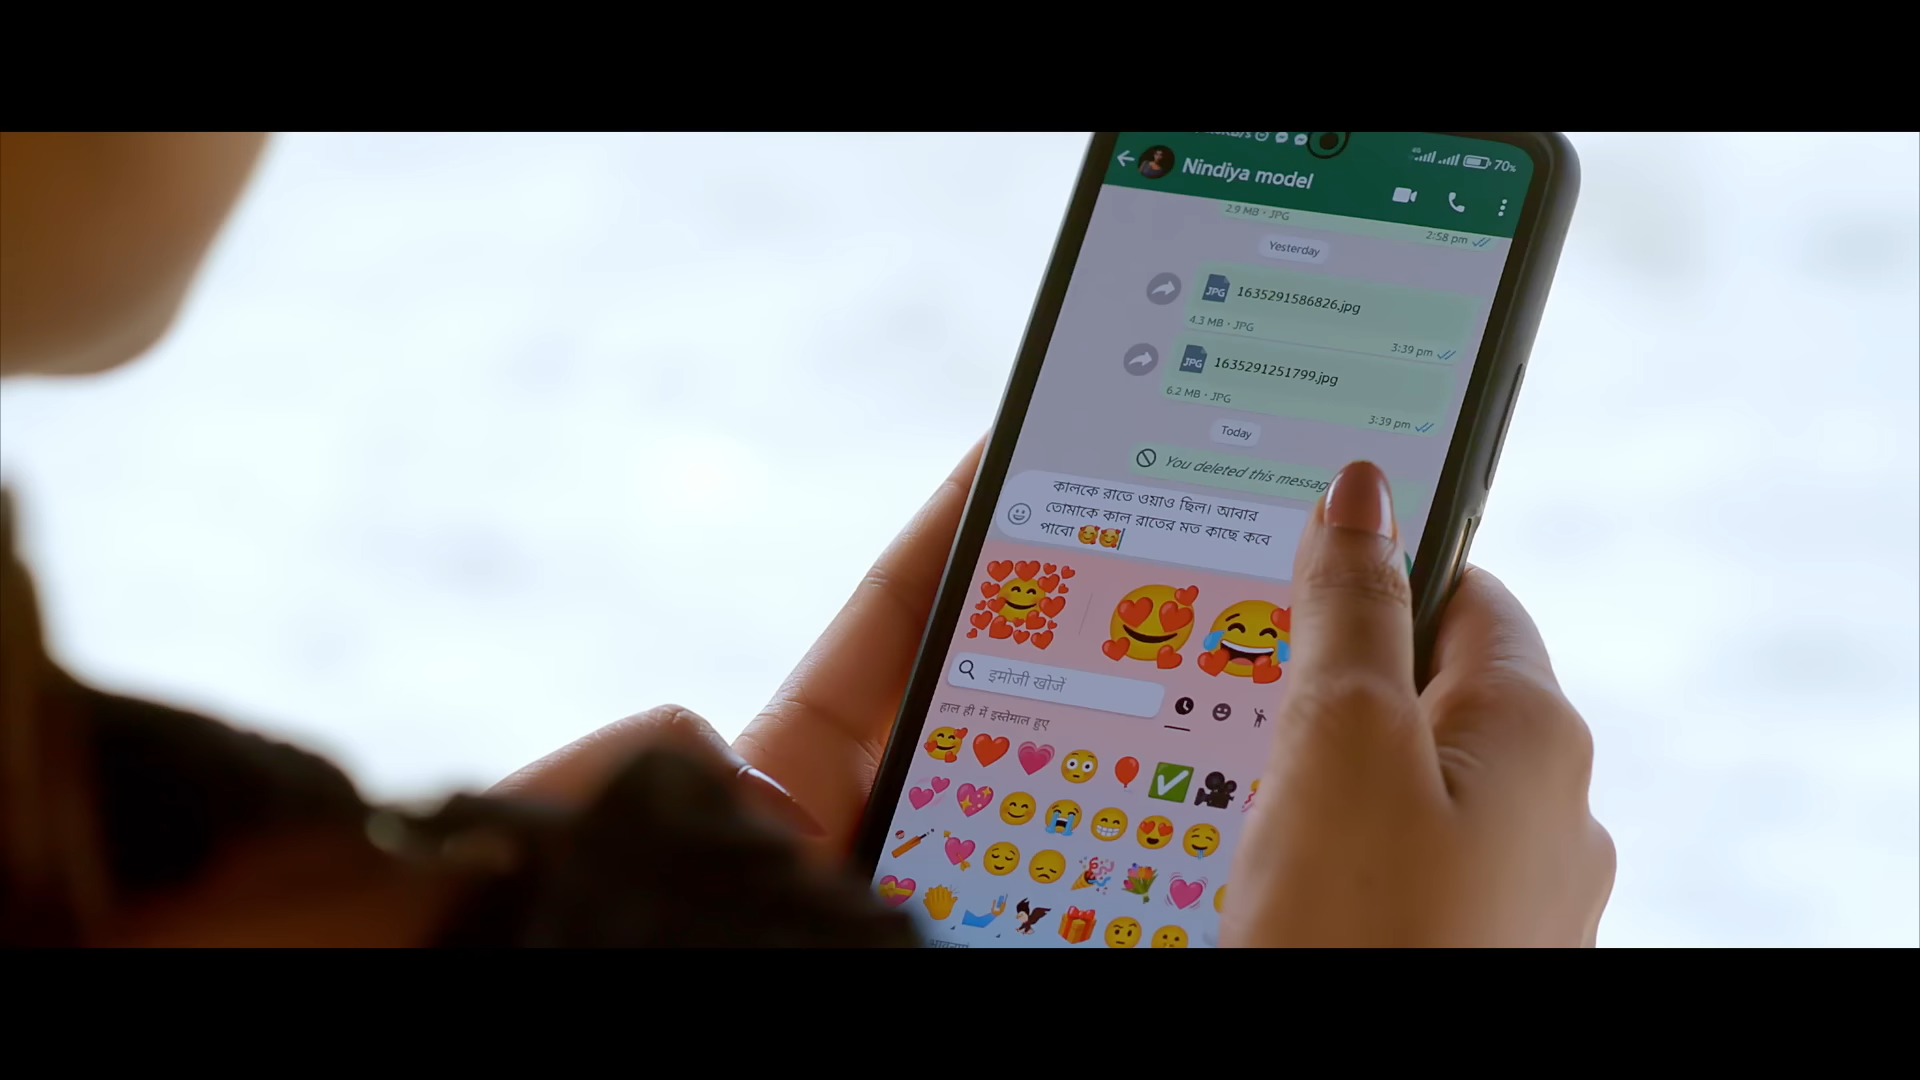 70%
Nindiya model
2.9 MB · JPG
2:58 pm
Yesterday
JPG
1635291586826.jpg
4.3 MB · JPG
3:39 pm
JPG
1635291251799.jpg
6.2 MB · JPG
3:39 pm
Today
You deleted this messag
কালকে রাতে ওয়াও ছিল। আবার
তোমাকে কাল রাতের মত কাছে কবে
পাবো 🥰🥰
इमोजी खोजें
हाल ही में इस्तेमाल हुए